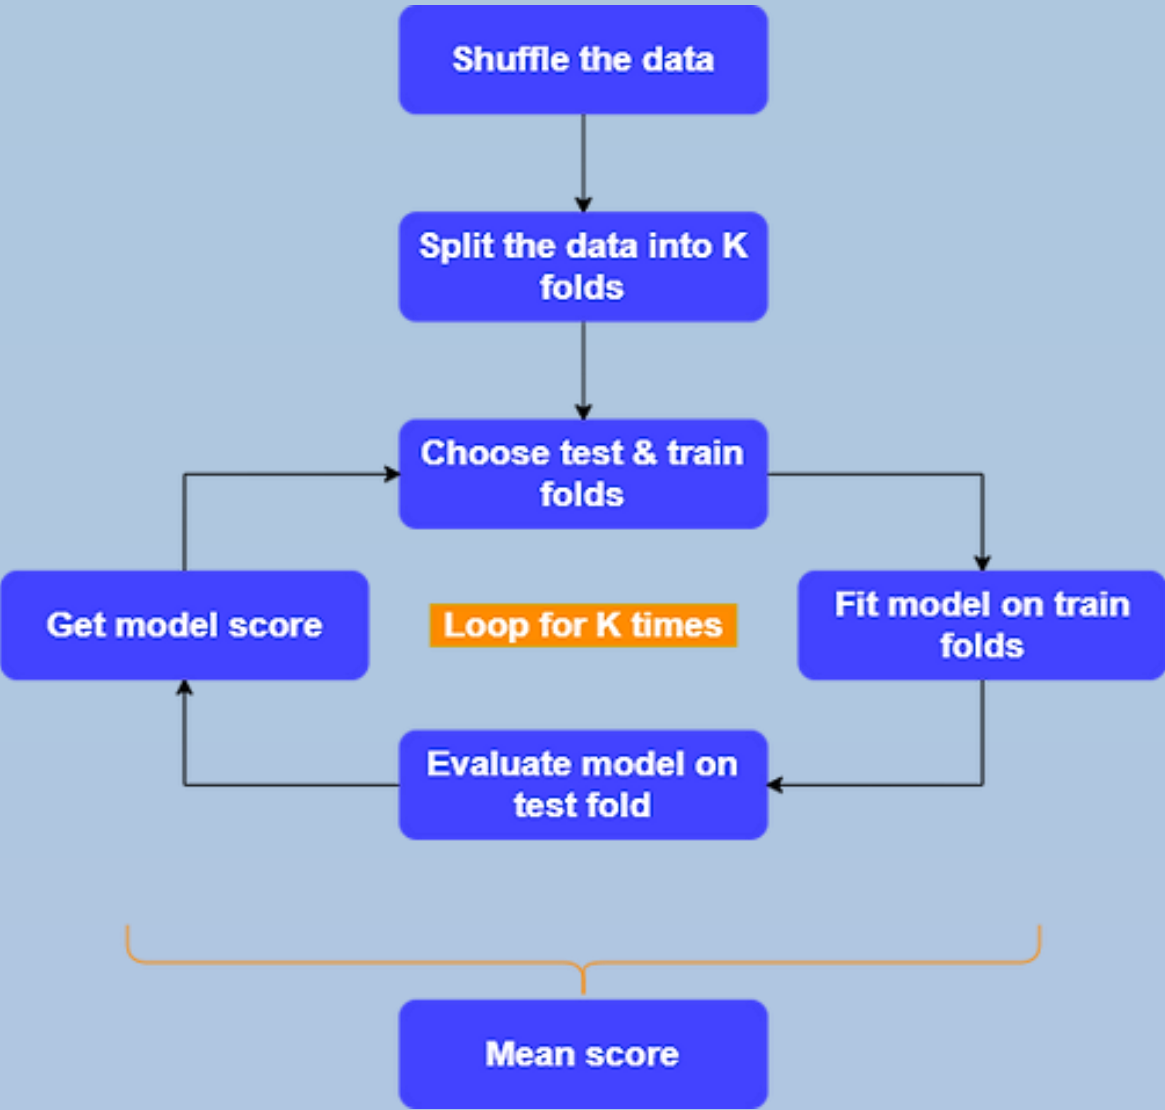 Shuffle the data
Split the data into K
folds
Choose test & train
folds
Get model score
Loop for K times
Fit model on train
folds
Evaluate model on
test fold
Mean score